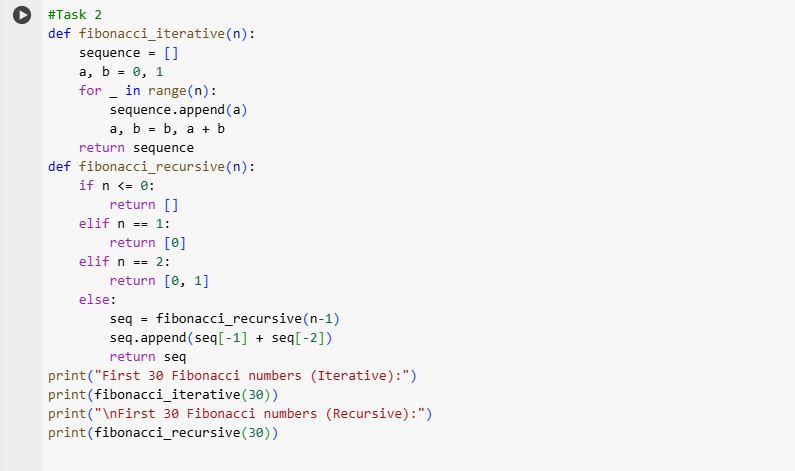 #Task 2
def fibonacci_iterative(n):
    sequence = []
    a, b = 0, 1
    for _ in range(n):
        sequence.append(a)
        a, b = b, a + b
    return sequence
def fibonacci_recursive(n):
    if n <= 0:
        return []
    elif n == 1:
        return [0]
    elif n == 2:
        return [0, 1]
    else:
        seq = fibonacci_recursive(n-1)
        seq.append(seq[-1] + seq[-2])
        return seq
print("First 30 Fibonacci numbers (Iterative):")
print(fibonacci_iterative(30))
print("\nFirst 30 Fibonacci numbers (Recursive):")
print(fibonacci_recursive(30))